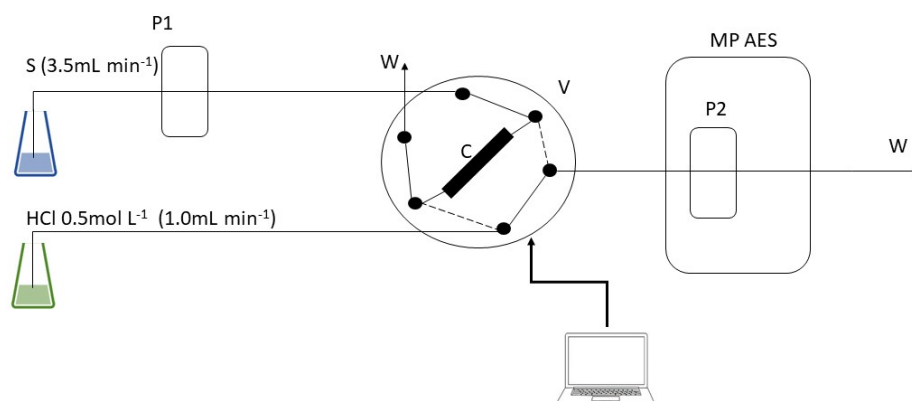 P1
MP AES
S (3.5mL min⁻¹)
W
V
P2
C
W
HCl 0.5mol L⁻¹ (1.0mL min⁻¹)